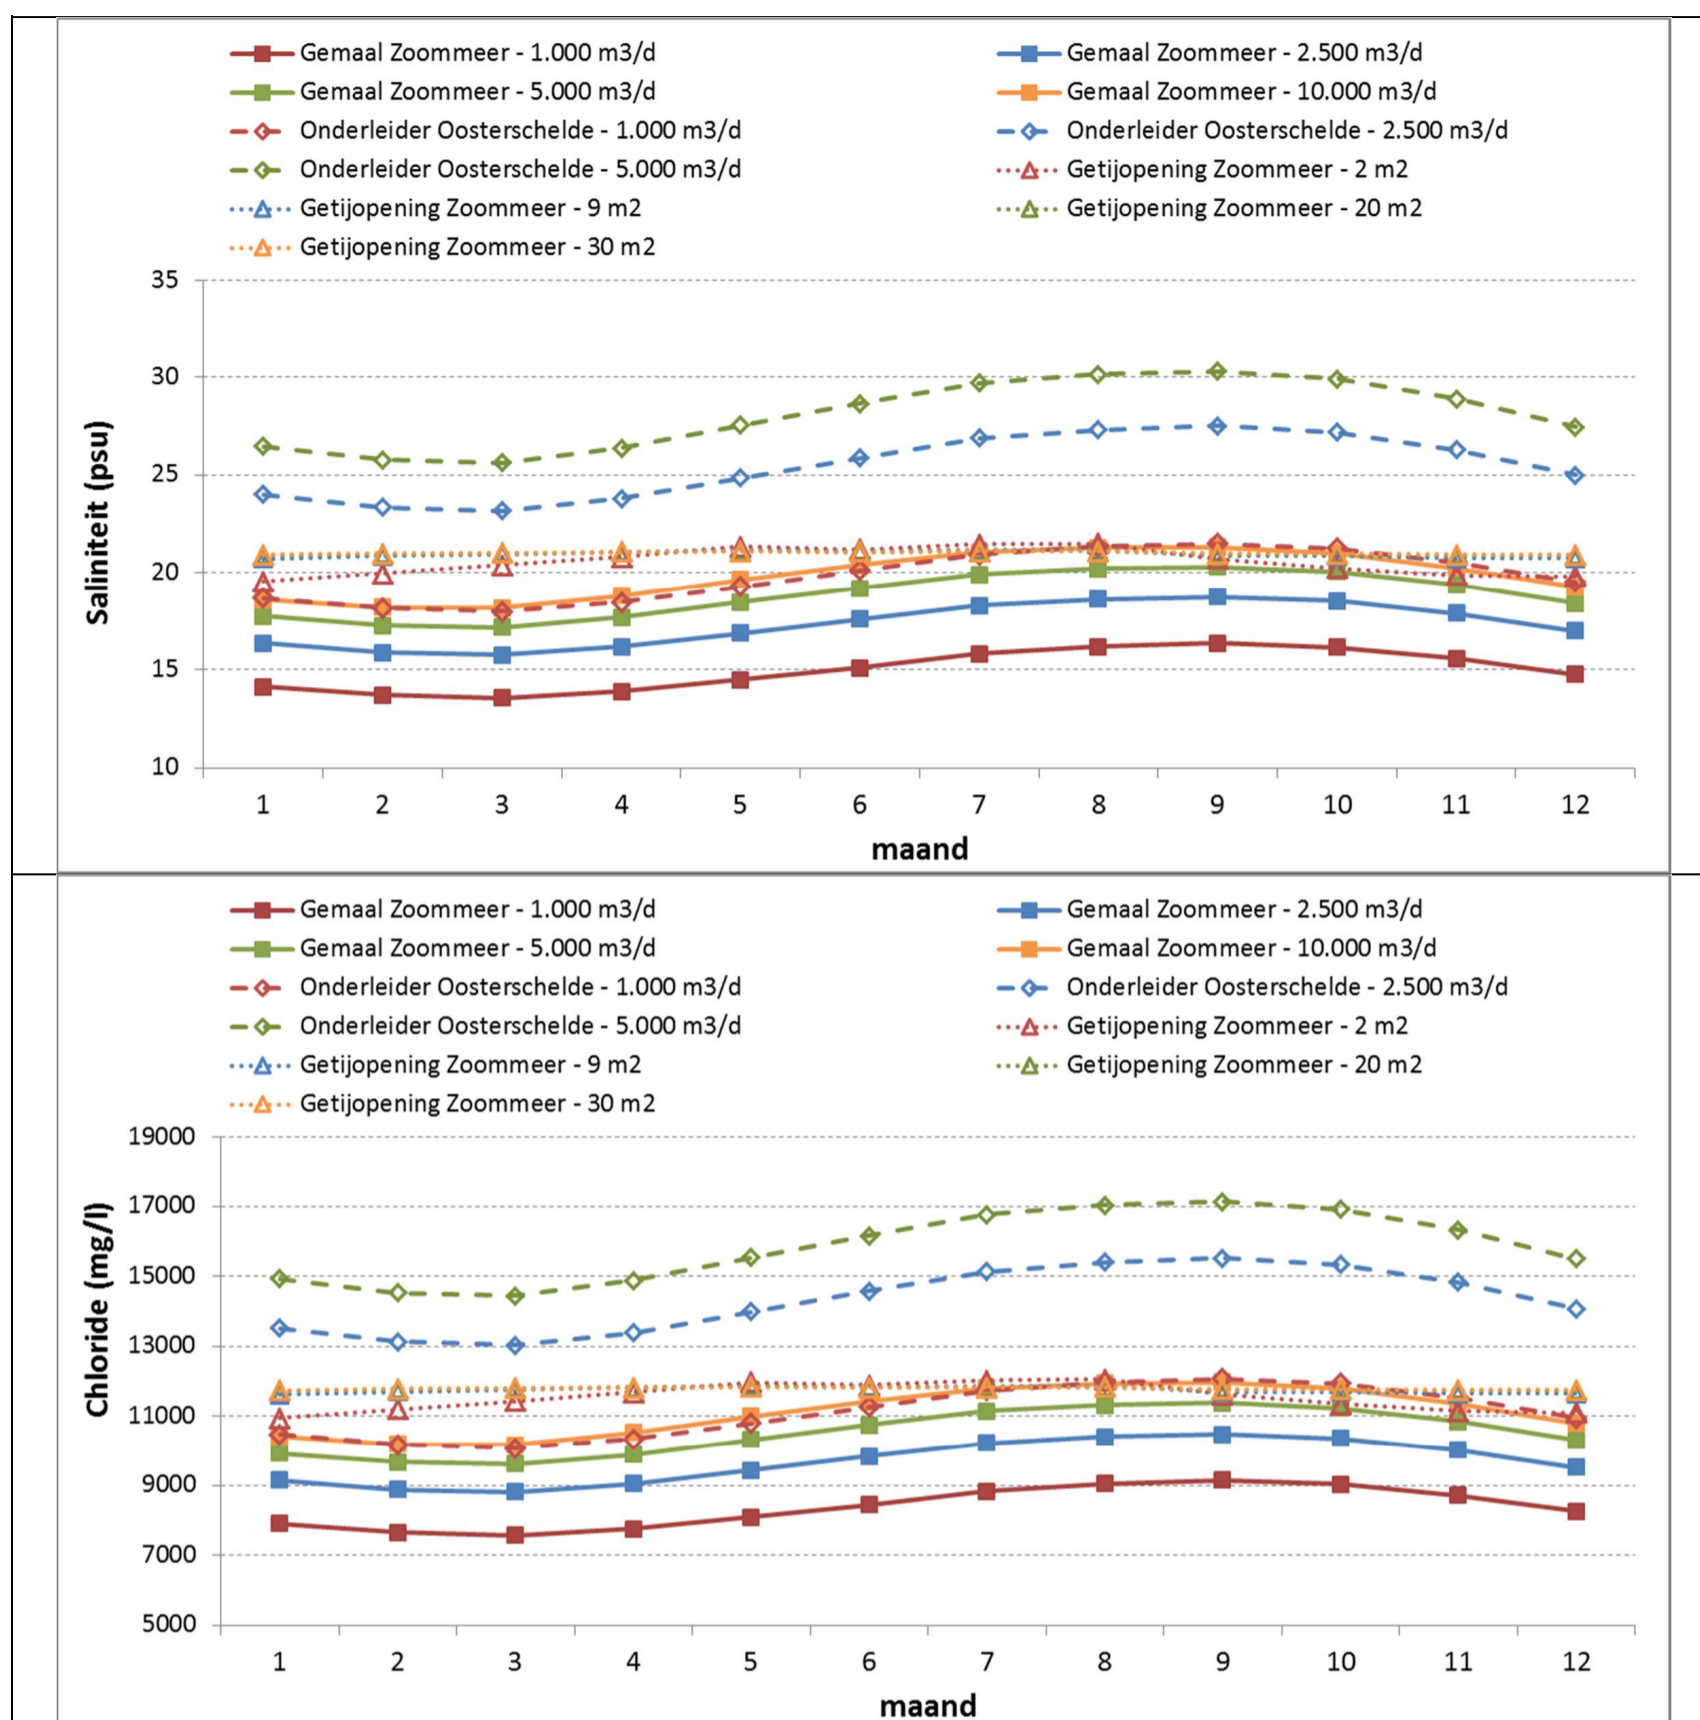 Gemaal Zoommeer - 1.000 m3/d
Gemaal Zoommeer - 2.500 m3/d
Gemaal Zoommeer - 5.000 m3/d
Gemaal Zoommeer - 10.000 m3/d
Onderleider Oosterschelde - 1.000 m3/d
Onderleider Oosterschelde - 2.500 m3/d
Onderleider Oosterschelde - 5.000 m3/d
Getijopening Zoommeer - 2 m2
Getijopening Zoommeer - 9 m2
Getijopening Zoommeer - 20 m2
Getijopening Zoommeer - 30 m2
Saliniteit (psu)
35
30
25
20
15
10
1 2 3 4 5 6 7 8 9 10 11 12
maand
Gemaal Zoommeer - 1.000 m3/d
Gemaal Zoommeer - 2.500 m3/d
Gemaal Zoommeer - 5.000 m3/d
Gemaal Zoommeer - 10.000 m3/d
Onderleider Oosterschelde - 1.000 m3/d
Onderleider Oosterschelde - 2.500 m3/d
Onderleider Oosterschelde - 5.000 m3/d
Getijopening Zoommeer - 2 m2
Getijopening Zoommeer - 9 m2
Getijopening Zoommeer - 20 m2
Getijopening Zoommeer - 30 m2
Chloride (mg/l)
19000
17000
15000
13000
11000
9000
7000
5000
1 2 3 4 5 6 7 8 9 10 11 12
maand